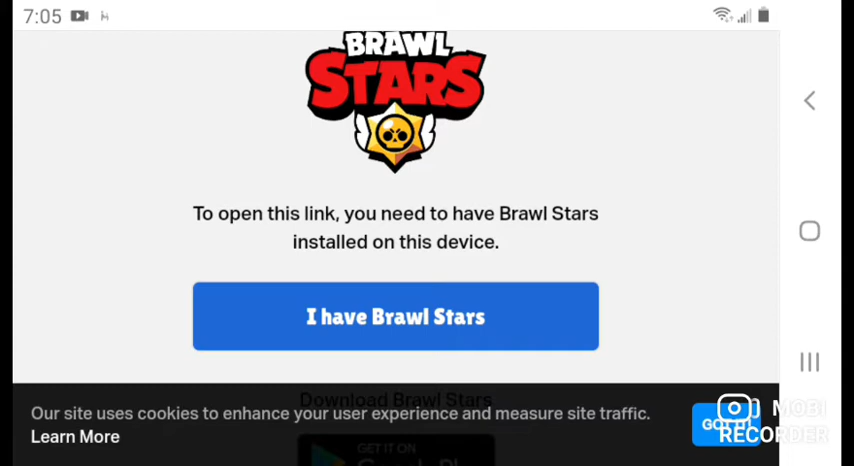 7:05
BRAWL
STARS
To open this link, you need to have Brawl Stars
installed on this device.
I have Brawl Stars
Download Brawl Stars
Our site uses cookies to enhance your user experience and measure site traffic.
Learn More
MOBI
RECORDER
GET IT ON